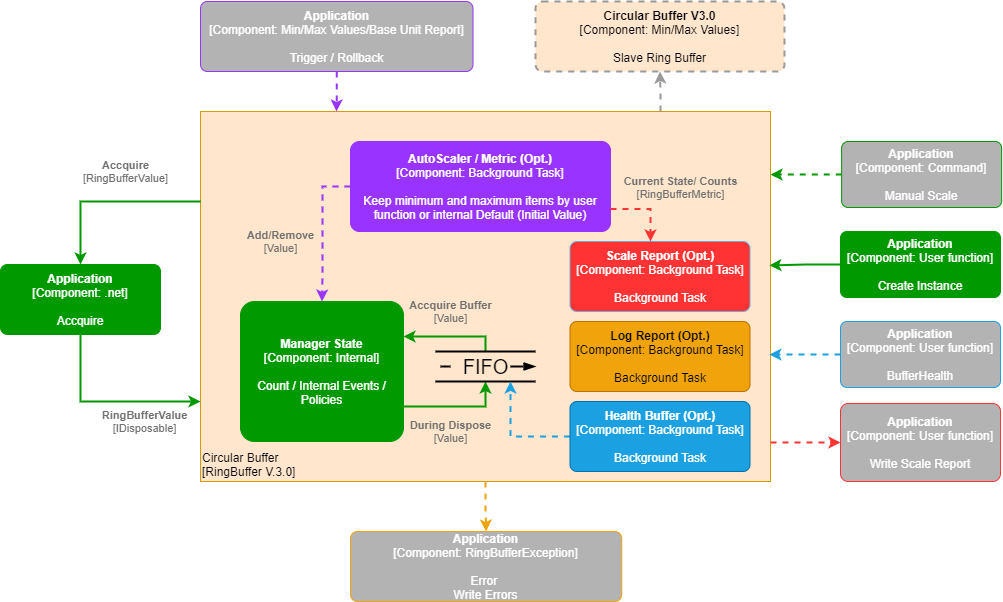 Application
[Component: Min/Max Values/Base Unit Report]
Trigger / Rollback
Circular Buffer V3.0
[Component: Min/Max Values]
Slave Ring Buffer
Accquire
[RingBufferValue]
AutoScaler / Metric (Opt.)
[Component: Background Task]
Keep minimum and maximum items by user
function or internal Default (Initial Value)
Current State/ Counts
[RingBufferMetric]
Application
[Component: Command]
Manual Scale
Add/Remove
[Value]
Scale Report (Opt.)
[Component: Background Task]
Background Task
Application
[Component: User function]
Create Instance
Application
[Component: .net]
Accquire
Manager State
[Component: Internal]
Count / Internal Events /
Policies
Accquire Buffer
[Value]
FIFO
During Dispose
[Value]
Log Report (Opt.)
[Component: Background Task]
Background Task
Application
[Component: User function]
BufferHealth
RingBufferValue
[IDisposable]
Health Buffer (Opt.)
[Component: Background Task]
Background Task
Application
[Component: User function]
Write Scale Report
Circular Buffer
[RingBuffer V.3.0]
Application
[Component: RingBufferException]
Error
Write Errors